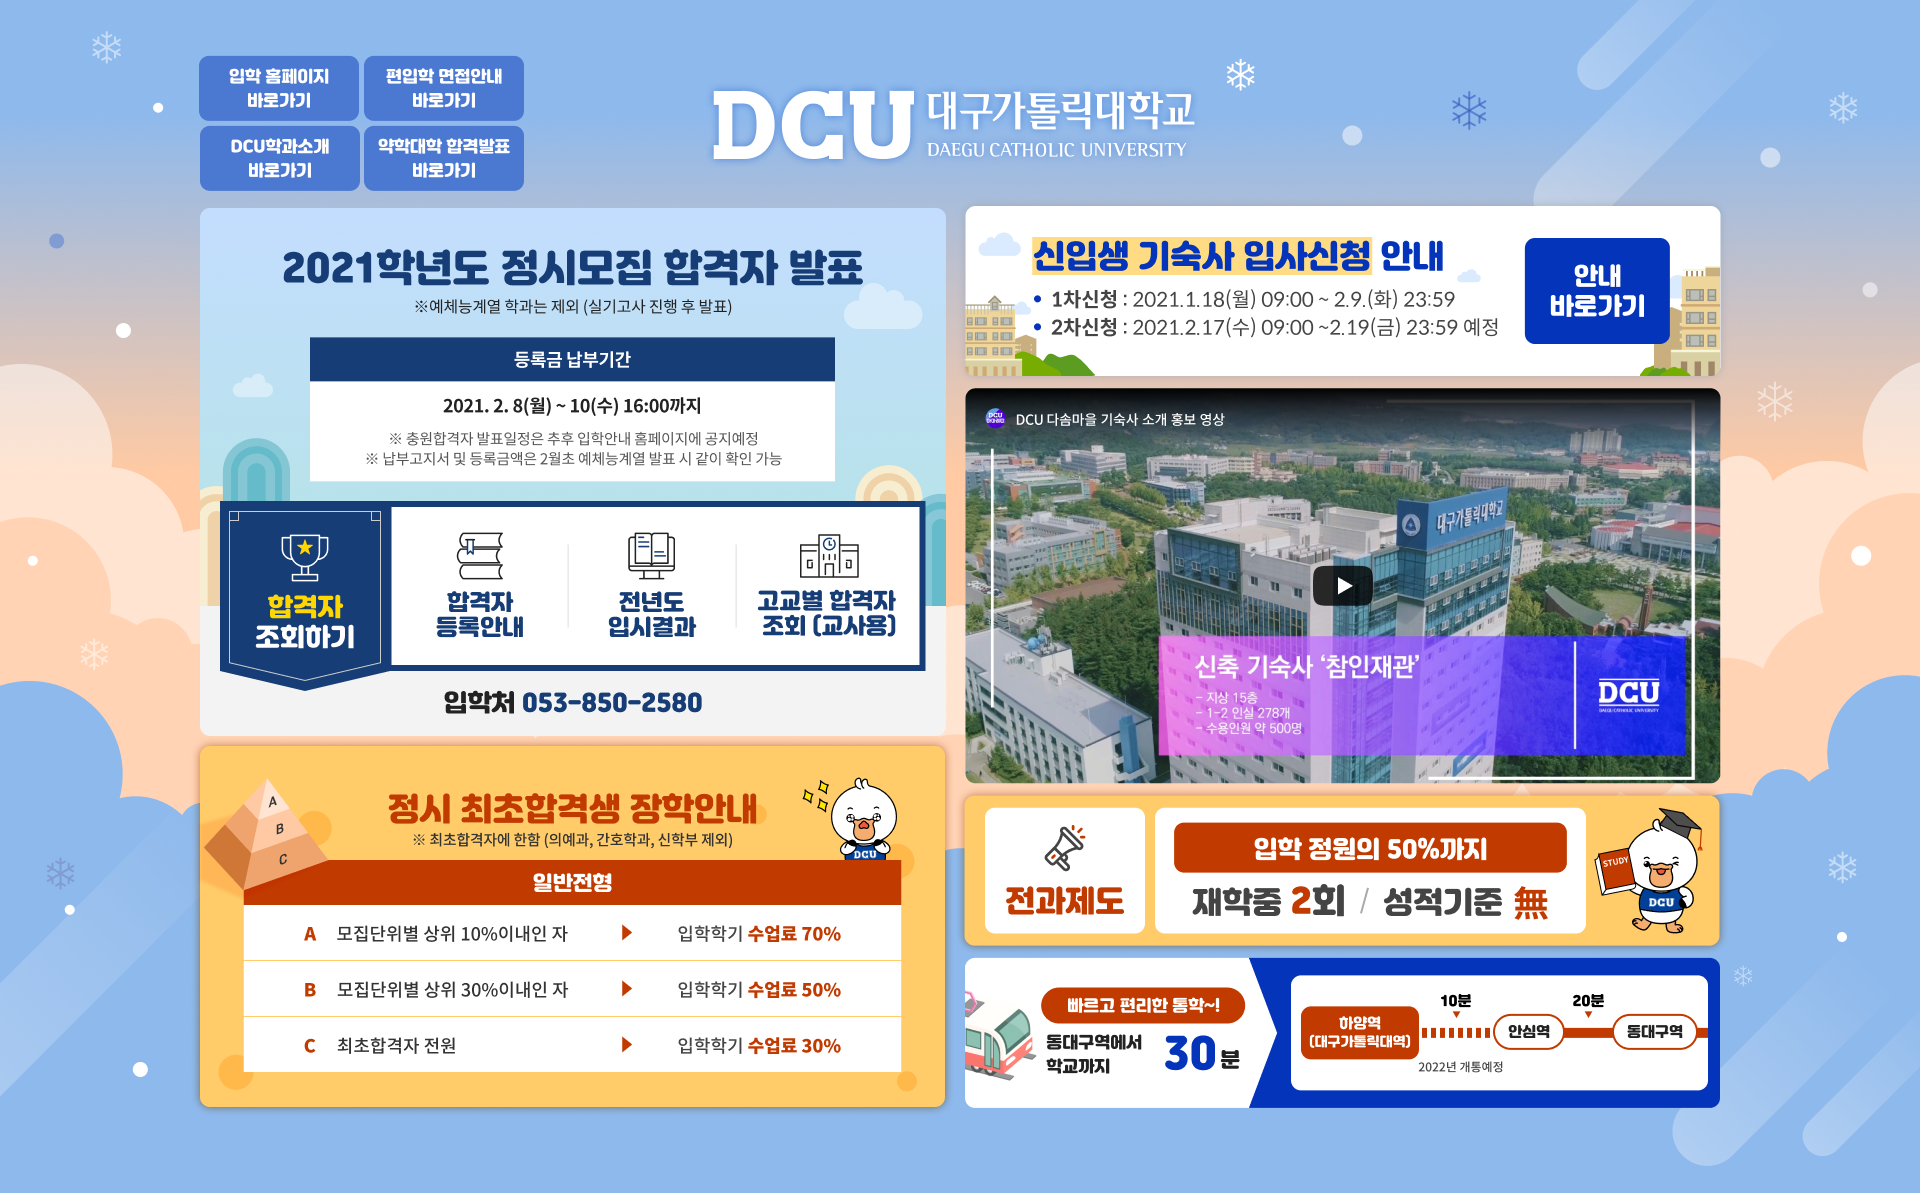 입학 홈페이지
바로가기
편입학 면접안내
바로가기
DCU학과소개
바로가기
약학대학 합격발표
바로가기
DCU 대구가톨릭대학교
DAEGU CATHOLIC UNIVERSITY
2021학년도 정시모집 합격자 발표
※예체능계열 학과는 제외 (실기고사 진행 후 발표)
등록금 납부기간
2021. 2. 8(월) ~ 10(수) 16:00까지
※ 충원합격자 발표일정은 추후 입학안내 홈페이지에 공지예정
※ 납부고지서 및 등록금액은 2월초 예체능계열 발표 시 같이 확인 가능
합격자
조회하기
합격자
등록안내
전년도
입시결과
고교별 합격자
조회 (교사용)
입학처 053-850-2580
신입생 기숙사 입사신청 안내
• 1차신청 : 2021.1.18(월) 09:00 ~ 2.9.(화) 23:59
• 2차신청 : 2021.2.17(수) 09:00 ~2.19(금) 23:59 예정
안내
바로가기
DCU 다솜마을 기숙사 소개 홍보 영상
대구가톨릭대학교
신축 기숙사 ‘참인재관’
- 지상 15층
- 1-2 인실 278개
- 수용인원 약 500명
DCU
DAEGU CATHOLIC UNIVERSITY
정시 최초합격생 장학안내
※ 최초합격자에 한함 (의예과, 간호학과, 신학부 제외)
A
B
C
DCU
일반전형
A 모집단위별 상위 10%이내인 자 ▶ 입학학기 수업료 70%
B 모집단위별 상위 30%이내인 자 ▶ 입학학기 수업료 50%
C 최초합격자 전원 ▶ 입학학기 수업료 30%
전과제도
입학 정원의 50%까지
재학중 2회 / 성적기준 無
STUDY
DCU
빠르고 편리한 통학~!
동대구역에서
학교까지
30분
10분
20분
하양역
(대구가톨릭대역)
안심역
동대구역
2022년 개통예정